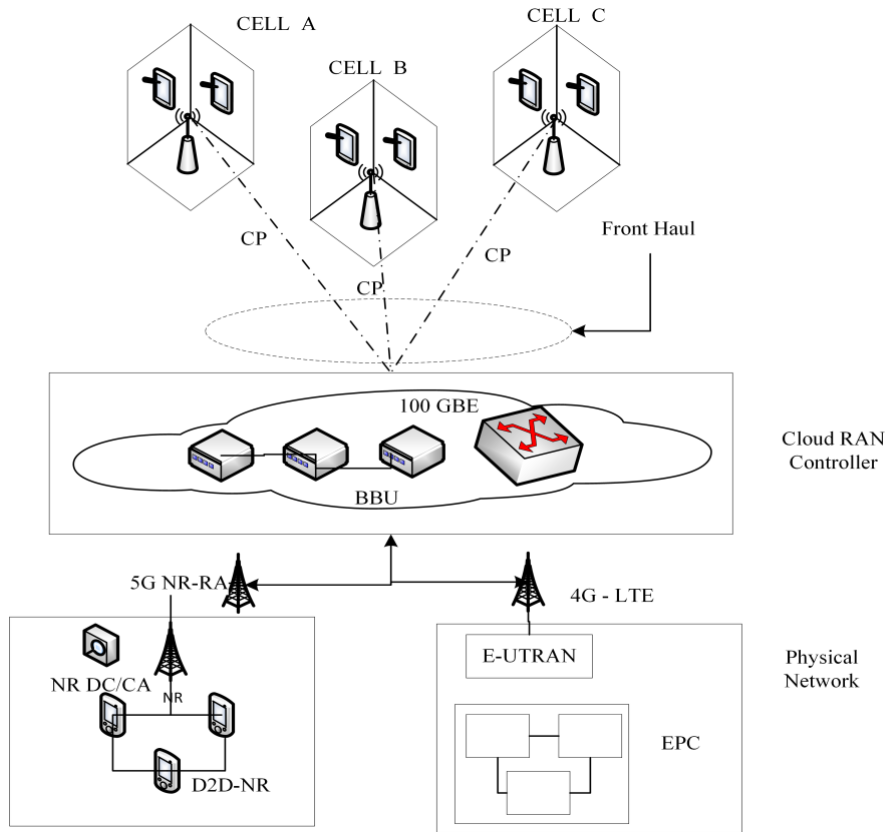 CELL A
CELL B
CELL C
CP
CP
CP
Front Haul
100 GBE
BBU
Cloud RAN
Controller
5G NR-RA
4G - LTE
E-UTRAN
NR DC/CA
NR
D2D-NR
EPC
Physical
Network